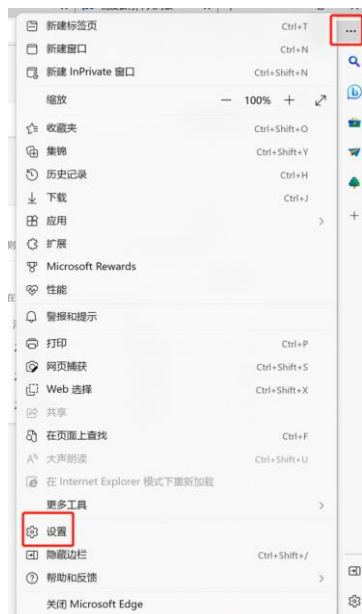 新建标签页 Ctrl+T
新建窗口 Ctrl+N
新建 InPrivate 窗口 Ctrl+Shift+N
缩放 — 100% +
收藏夹 Ctrl+Shift+O
集锦 Ctrl+Shift+Y
历史记录 Ctrl+H
下载 Ctrl+J
应用
扩展
Microsoft Rewards
性能
警报和提示
打印 Ctrl+P
网页捕获 Ctrl+Shift+S
Web 选择 Ctrl+Shift+X
共享
在页面上查找 Ctrl+F
大声朗读 Ctrl+Shift+U
在 Internet Explorer 模式下重新加载
更多工具
设置
隐藏边栏 Ctrl+Shift+/
帮助和反馈
关闭 Microsoft Edge